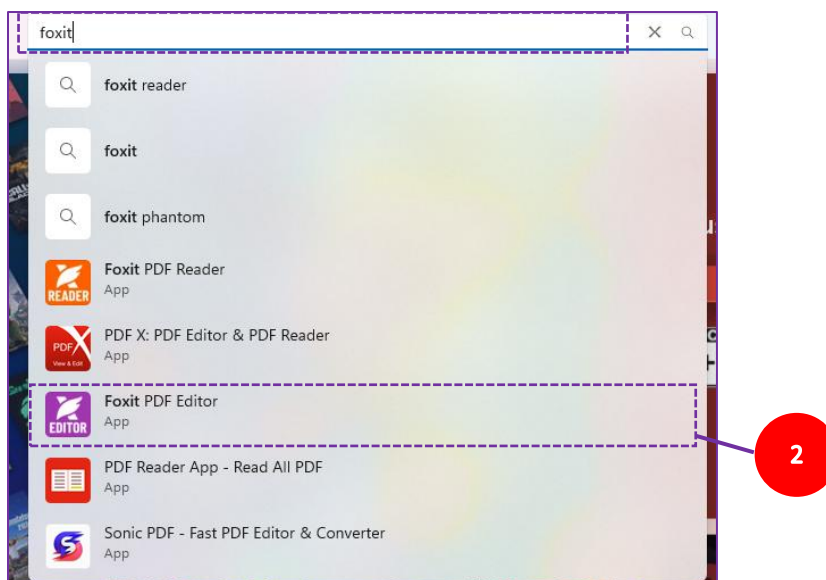 foxit
foxit reader
foxit
foxit phantom
Foxit PDF Reader
READER
App
PDF X: PDF Editor & PDF Reader
PDF
View & Edit
App
Foxit PDF Editor
EDITOR
App
2
PDF Reader App - Read All PDF
App
Sonic PDF - Fast PDF Editor & Converter
S
App